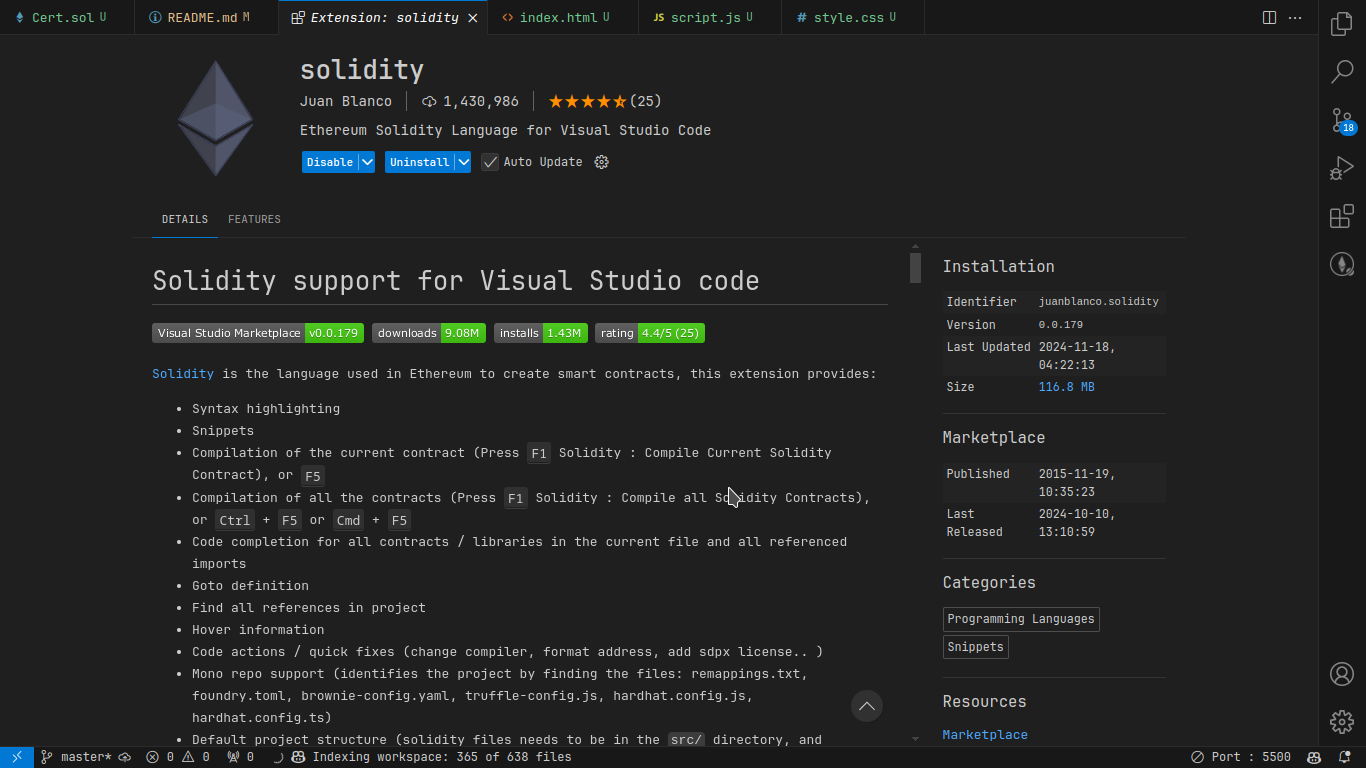 Cert.sol U
README.md M
Extension: solidity
index.html U
JS script.js U
# style.css U
solidity
Juan Blanco
1,430,986
(25)
Ethereum Solidity Language for Visual Studio Code
Disable
Uninstall
Auto Update
18
DETAILS
FEATURES
Solidity support for Visual Studio code
Visual Studio Marketplace v0.0.179
downloads 9.08M
installs 1.43M
rating 4.4/5 (25)
Solidity is the language used in Ethereum to create smart contracts, this extension provides:
• Syntax highlighting
• Snippets
• Compilation of the current contract (Press F1 Solidity : Compile Current Solidity
Contract), or F5
• Compilation of all the contracts (Press F1 Solidity : Compile all Solidity Contracts),
or Ctrl + F5 or Cmd + F5
• Code completion for all contracts / libraries in the current file and all referenced
imports
• Goto definition
• Find all references in project
• Hover information
• Code actions / quick fixes (change compiler, format address, add sdpx license.. )
• Mono repo support (identifies the project by finding the files: remappings.txt,
foundry.toml, brownie-config.yaml, truffle-config.js, hardhat.config.js,
hardhat.config.ts)
• Default project structure (solidity files needs to be in the src/ directory, and
Installation
Identifier juanblanco.solidity
Version 0.0.179
Last Updated 2024-11-18,
04:22:13
Size 116.8 MB
Marketplace
Published 2015-11-19,
10:35:23
Last 2024-10-10,
Released 13:10:59
Categories
Programming Languages
Snippets
Resources
Marketplace
master*
0
0
0
Indexing workspace: 365 of 638 files
Port : 5500